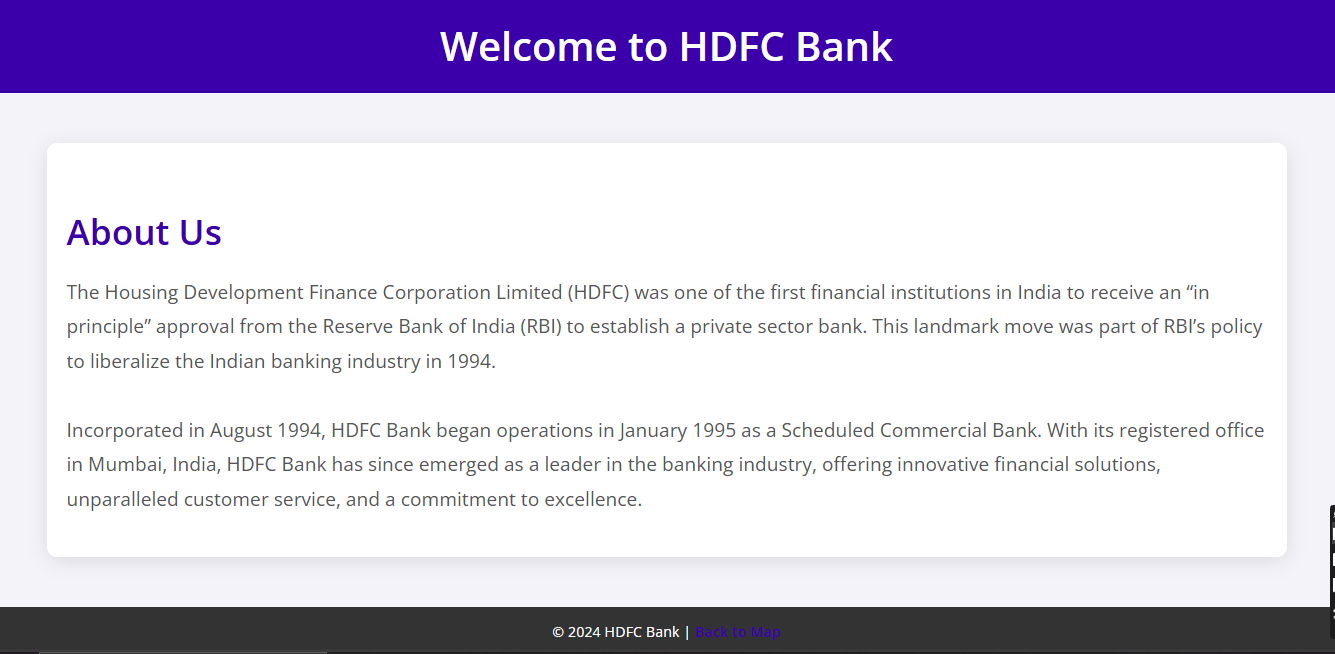 Welcome to HDFC Bank
About Us
The Housing Development Finance Corporation Limited (HDFC) was one of the first financial institutions in India to receive an “in
principle” approval from the Reserve Bank of India (RBI) to establish a private sector bank. This landmark move was part of RBI’s policy
to liberalize the Indian banking industry in 1994.
Incorporated in August 1994, HDFC Bank began operations in January 1995 as a Scheduled Commercial Bank. With its registered office
in Mumbai, India, HDFC Bank has since emerged as a leader in the banking industry, offering innovative financial solutions,
unparalleled customer service, and a commitment to excellence.
© 2024 HDFC Bank | Back to Map